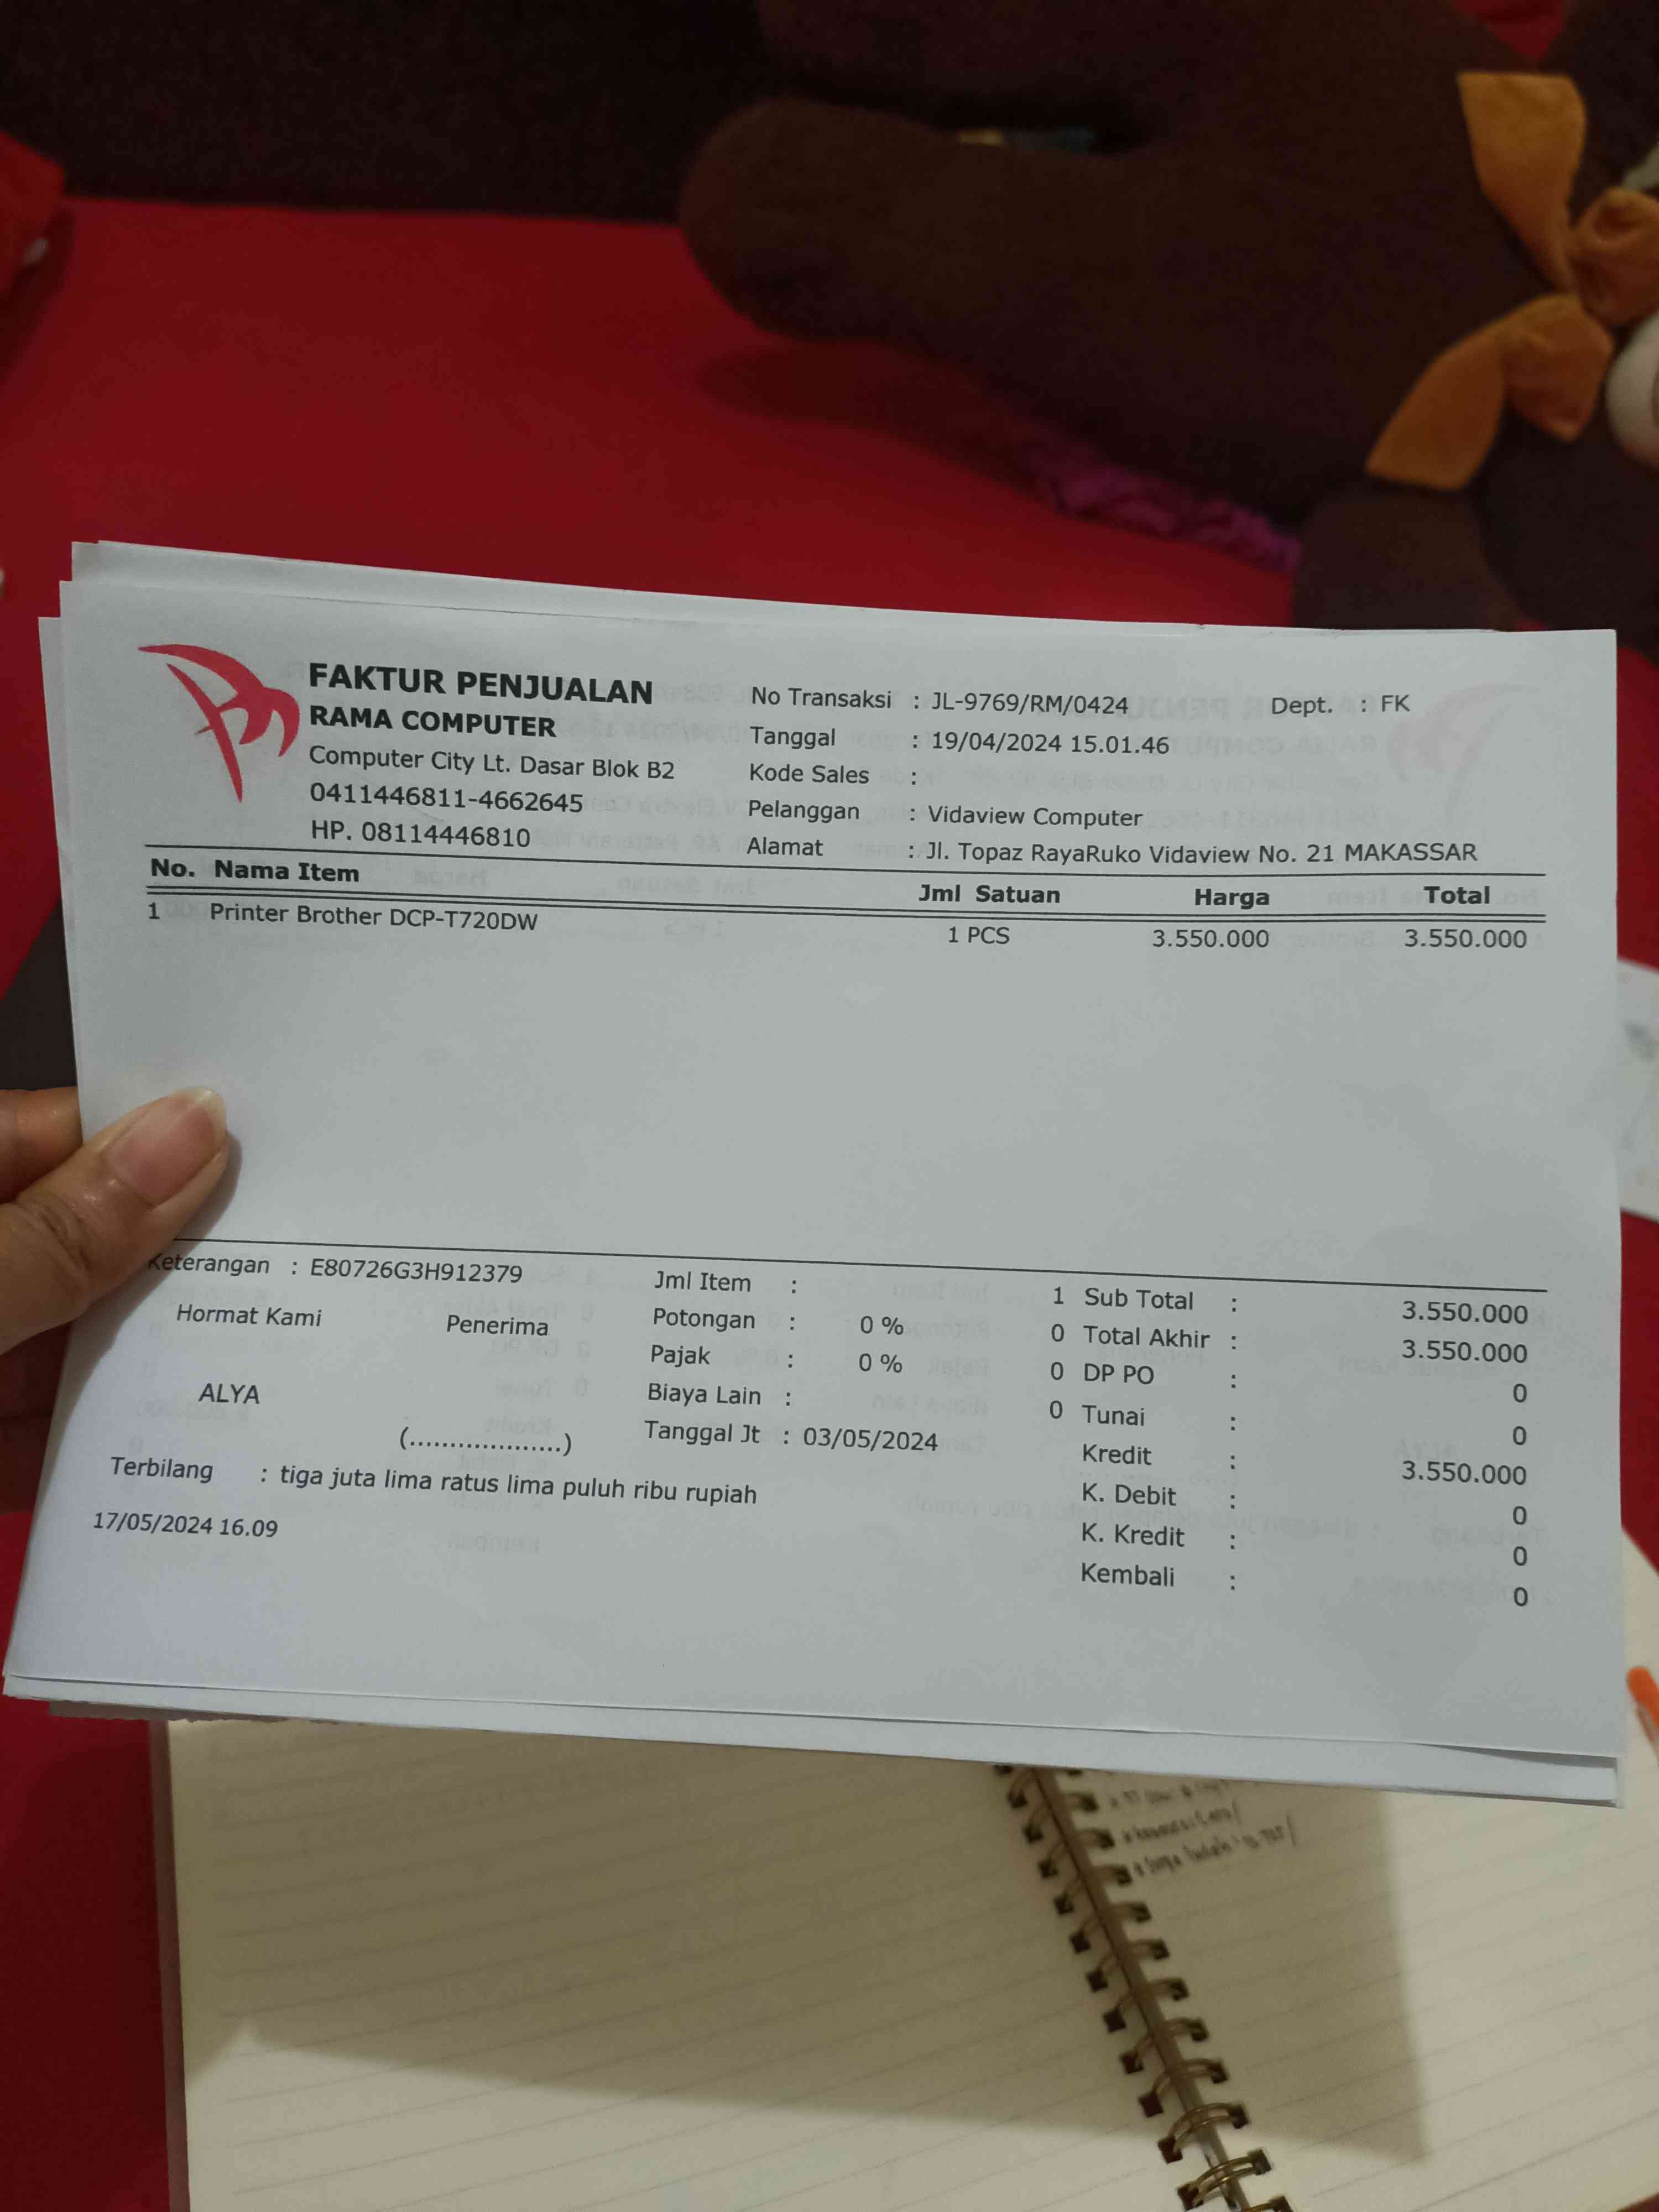 FAKTUR PENJUALAN
RAMA COMPUTER
Computer City Lt. Dasar Blok B2
0411446811-4662645
HP. 08114446810
No Transaksi : JL-9769/RM/0424 Dept. : FK
Tanggal : 19/04/2024 15.01.46
Kode Sales :
Pelanggan : Vidaview Computer
Alamat : Jl. Topaz RayaRuko Vidaview No. 21 MAKASSAR
No. Nama Item Jml Satuan Harga Total
1 Printer Brother DCP-T720DW 1 PCS 3.550.000 3.550.000
Keterangan : E80726G3H912379
Hormat Kami Penerima
ALYA
(...................)
Jml Item : 1
Potongan : 0 % 0
Pajak : 0 % 0
Biaya Lain : 0
Tanggal Jt : 03/05/2024
Sub Total : 3.550.000
Total Akhir : 3.550.000
DP PO : 0
Tunai : 0
Kredit : 3.550.000
K. Debit : 0
K. Kredit : 0
Kembali : 0
Terbilang : tiga juta lima ratus lima puluh ribu rupiah
17/05/2024 16.09